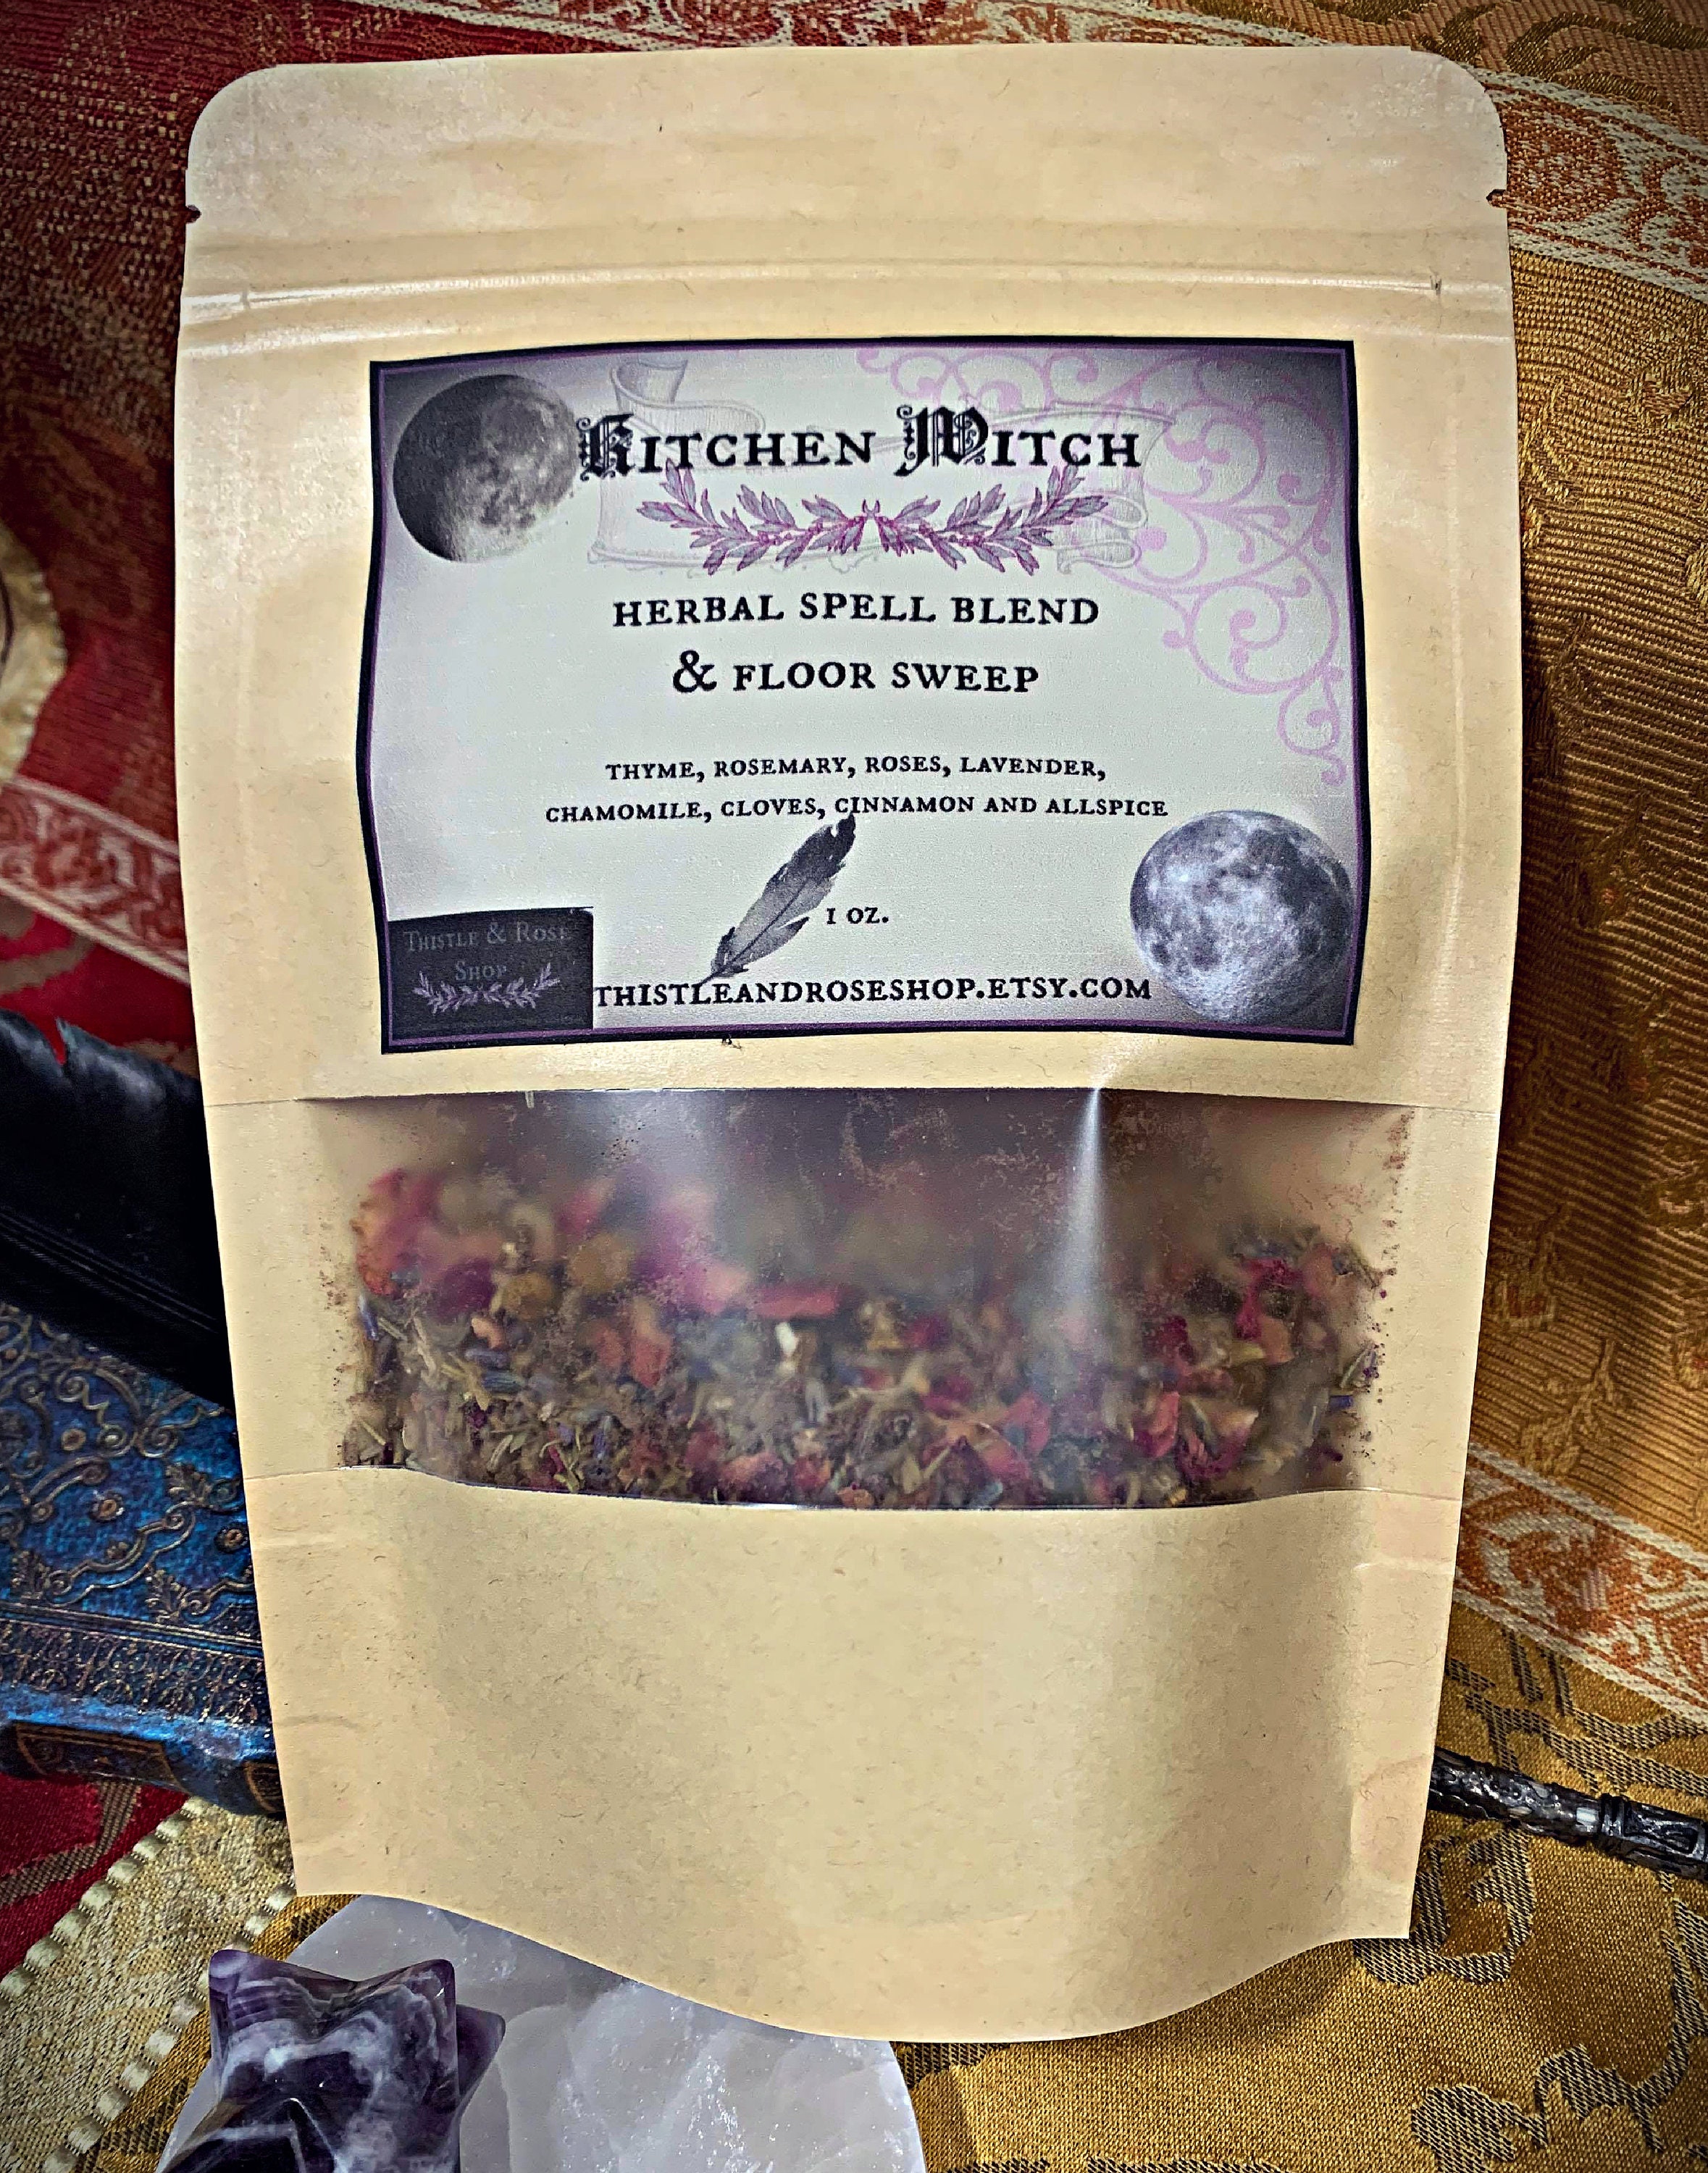 KITCHEN WITCH
HERBAL SPELL BLEND
& FLOOR SWEEP
THYME, ROSEMARY, ROSES, LAVENDER,
CHAMOMILE, CLOVES, CINNAMON AND ALLSPICE
1 OZ.
THISTLE & ROSE
SHOP
THISTLEANDROSESHOP.ETSY.COM